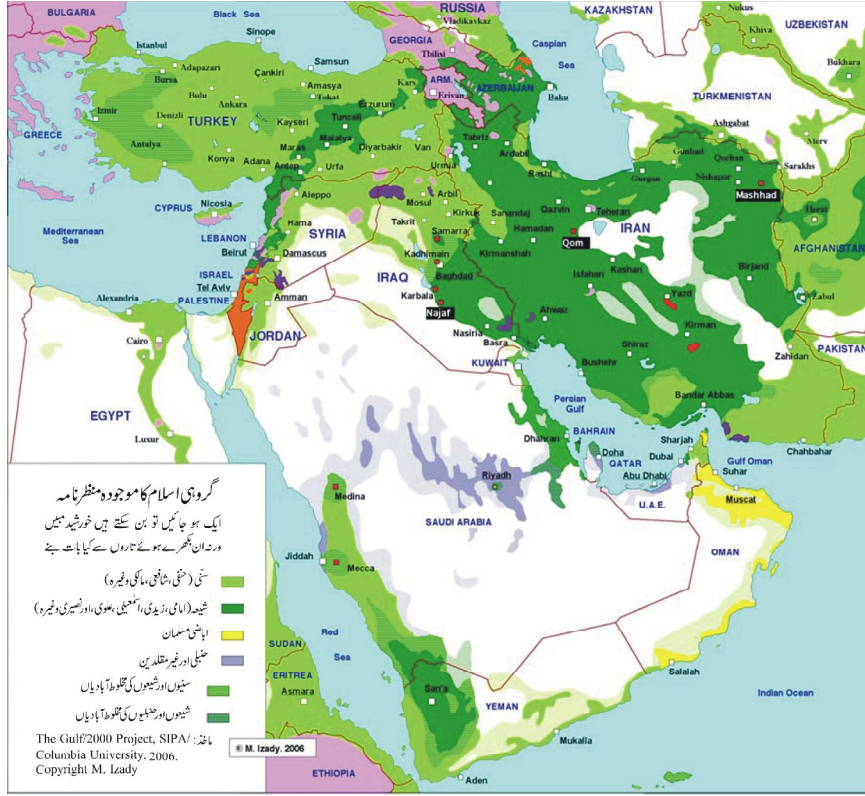 BULGARIA
Black Sea
RUSSIA
Vladikavkaz
KAZAKHSTAN
Nukus
UZBEKISTAN
Khiva
Bukhara
Istanbul
Sinope
GEORGIA
Tbilisi
Caspian
Sea
Adapazari
Samsun
Bursa
Çankiri
Amasya
Tokat
Kars
ARM.
Erivan
AZERBAIJAN
Baku
TURKMENISTAN
Bulu
Ankara
Erzurum
Izmir
Denizli
TURKEY
Kayseri
Tunceli
Ashgabat
Merv
GREECE
Malatya
Tabriz
Ardabil
Gunbad
Qochan
Sarakhs
Antalya
Konya
Adana
Maras
Antep
Urfa
Diyarbakir
Van
Urmia
Rasht
Gurgan
Nishapor
Mashhad
Nicosia
CYPRUS
Aleppo
Mosul
Arbil
Kirkuk
Sanandaj
Qazvin
Teheran
Herat
Mediterranean
Sea
LEBANON
Beirut
Hama
SYRIA
Takrit
Samarra
Hamadan
Qom
IRAN
AFGHANISTAN
Damascus
Kadhimain
Kirmanshah
Kashan
Birjand
ISRAEL
Tel Aviv
IRAQ
Baghdad
Isfahan
PALESTINE
Amman
Karbala
Yazd
Zabul
Alexandria
Najaf
Ahwaz
Kirman
Cairo
JORDAN
Nasiria
Basra
Shiraz
PAKISTAN
KUWAIT
Bushehr
Zahidan
EGYPT
Persian
Gulf
Bandar Abbas
Luxur
Dhahran
BAHRAIN
Sharjah
Chahbahar
Doha
QATAR
Dubai
Gulf Oman
Riyadh
Abu Dhabi
Suhar
Medina
U.A.E.
Muscat
SAUDI ARABIA
Jiddah
Mecca
OMAN
Red
Sea
SUDAN
ERITREA
Asmara
San'a
YEMEN
Salalah
Indian Ocean
Mukalla
ETHIOPIA
Aden
گروہی اسلام کا موجودہ منظرنامہ
ایک ہو جائیں تو بن سکتے ہیں خورشید مبیں
ورنہ ان بکھرے ہوئے تاروں سے کیا بات بنے
سنّی (حنفی، شافعی، مالکی وغیرہ)
شیعہ (امامی، زیدی، اسمٰعیلی، علوی، اور نصیری وغیرہ)
اباضی مسلمان
حنبلی اور غیر مقلدین
سنیوں اور شیعوں کی مخلوط آبادیاں
شیعوں اور حنبلیوں کی مخلوط آبادیاں
ماخذ: The Gulf/2000 Project, SIPA/
Columbia University, 2006.
Copyright M. Izady
© M. Izady, 2006